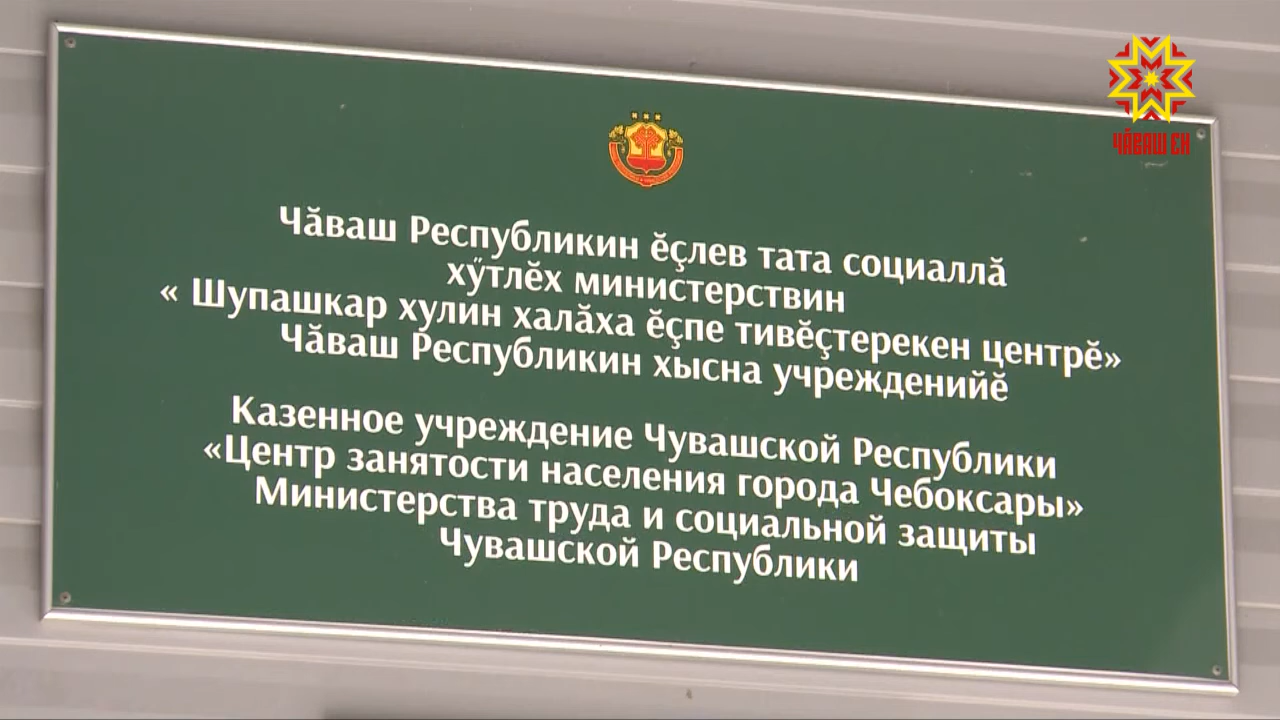 ЧӐВАШ ЕН
Чӑваш Республикин ӗҫлев тата социаллӑ
хӳтлӗх министерствин
« Шупашкар хулин халӑха ӗҫпе тивӗҫтерекен центрӗ»
Чӑваш Республикин хысна учрежденийӗ
Казенное учреждение Чувашской Республики
«Центр занятости населения города Чебоксары»
Министерства труда и социальной защиты
Чувашской Республики